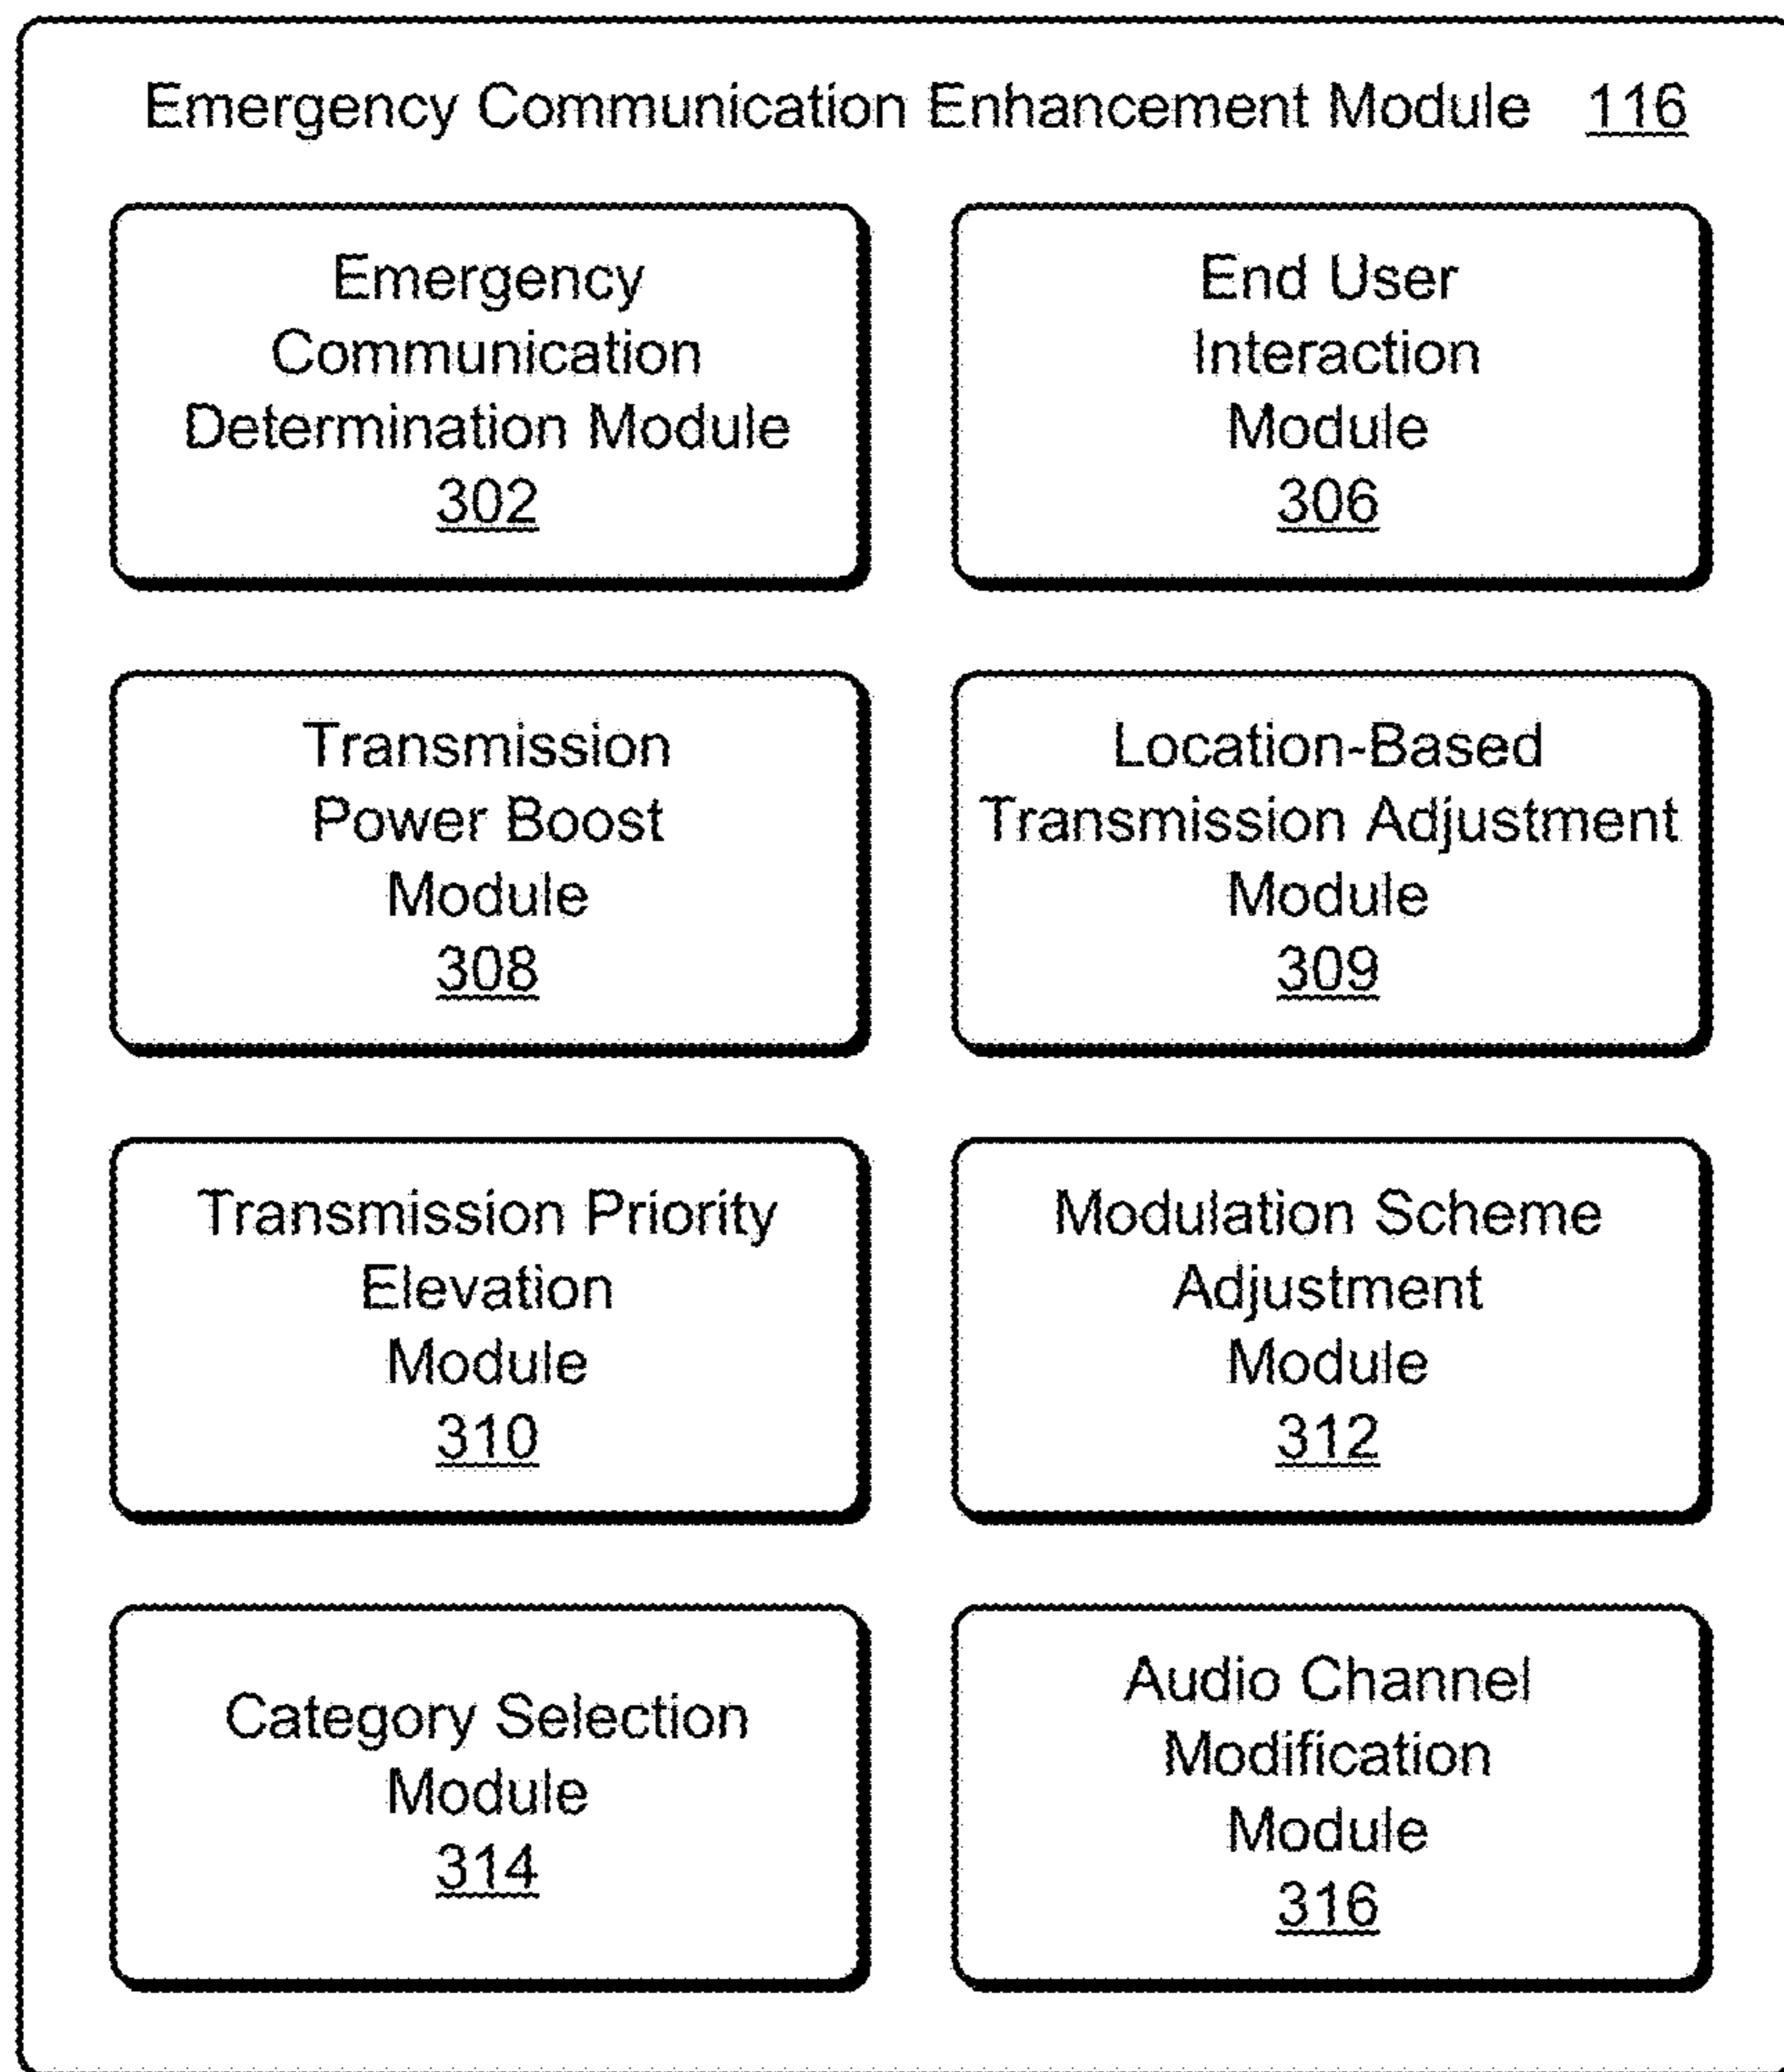 Emergency Communication Enhancement Module 116
Emergency
Communication
Determination Module
302
End User
Interaction
Module
306
Transmission
Power Boost
Module
308
Location-Based
Transmission Adjustment
Module
309
Transmission Priority
Elevation
Module
310
Modulation Scheme
Adjustment
Module
312
Category Selection
Module
314
Audio Channel
Modification
Module
316